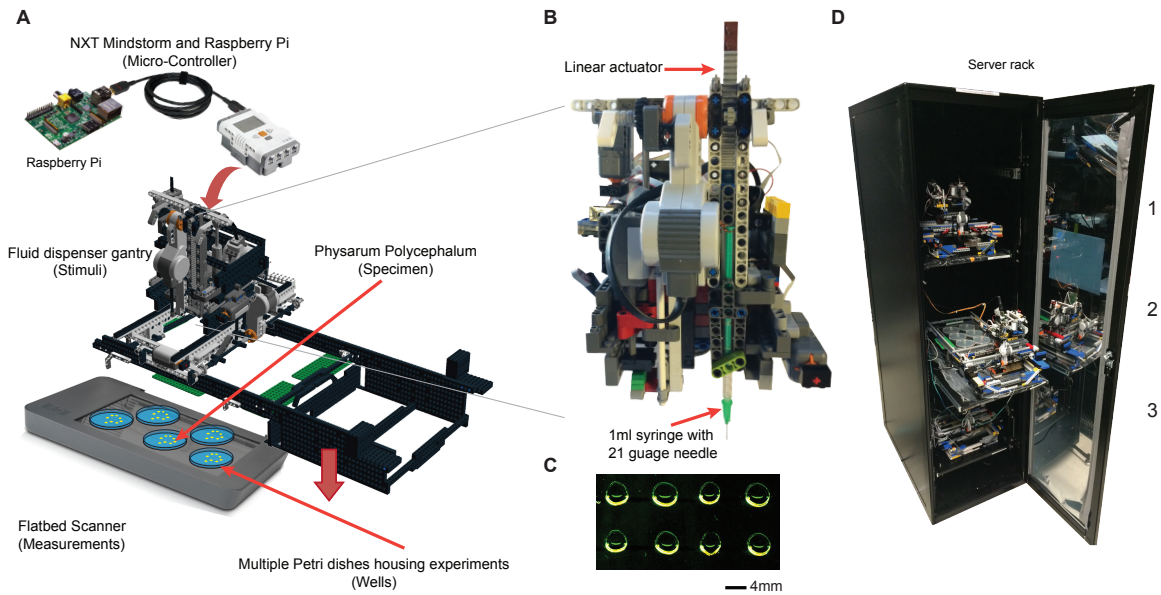 A
NXT Mindstorm and Raspberry Pi
(Micro-Controller)
Raspberry Pi
Fluid dispenser gantry
(Stimuli)
Physarum Polycephalum
(Specimen)
Flatbed Scanner
(Measurements)
Multiple Petri dishes housing experiments
(Wells)
B
Linear actuator
1ml syringe with
21 guage needle
C
4mm
D
Server rack
1
2
3